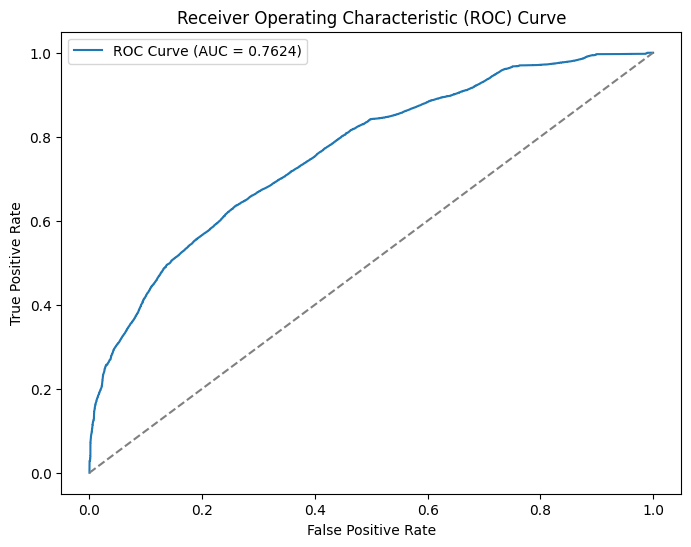 Receiver Operating Characteristic (ROC) Curve
ROC Curve (AUC = 0.7624)
True Positive Rate
1.0
0.8
0.6
0.4
0.2
0.0
0.0 0.2 0.4 0.6 0.8 1.0
False Positive Rate